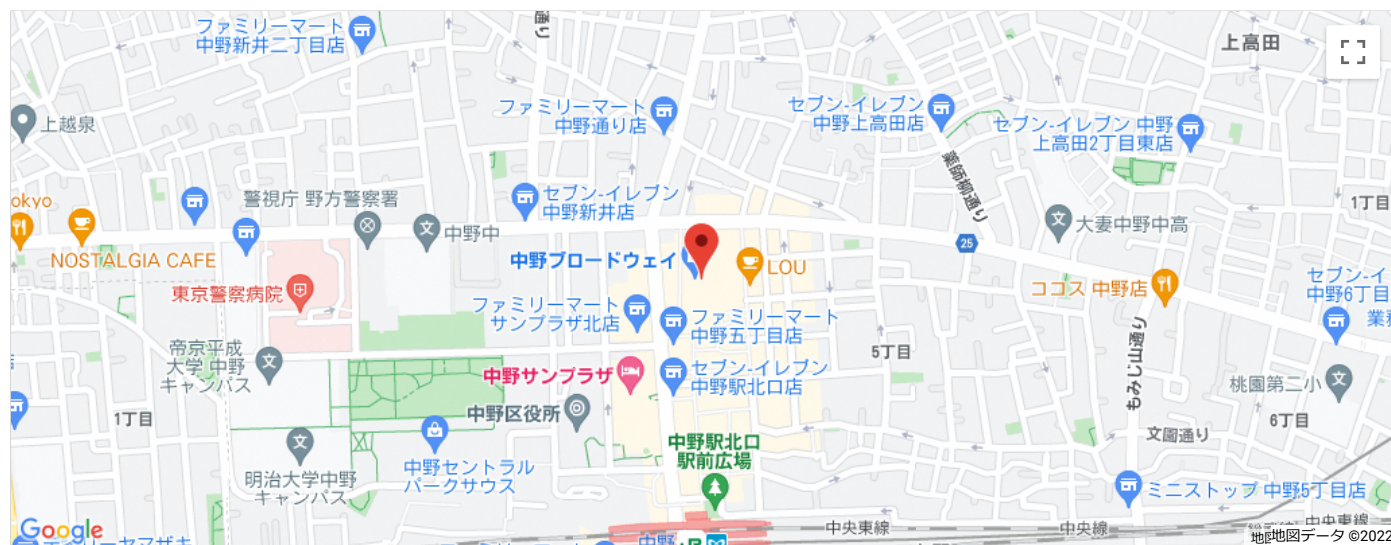 ファミリーマート
中野新井二丁目店
通り
上高田
上越泉
ファミリーマート
中野通り店
セブン-イレブン
中野上高田店
セブン-イレブン 中野
上高田2丁目東店
薬師柳通り
okyo
警視庁 野方警察署
セブン-イレブン
中野新井店
中野中
大妻中野中高
1丁目
25
NOSTALGIA CAFE
中野ブロードウェイ
LOU
東京警察病院
ココス 中野店
セブン-イ
中野6丁目
業務
ファミリーマート
サンプラザ北店
ファミリーマート
中野五丁目店
もみじ山通り
帝京平成
大学 中野
キャンパス
5丁目
中野サンプラザ
セブン-イレブン
中野駅北口店
桃園第二小
1丁目
中野区役所
6丁目
文園通り
中野駅北口
駅前広場
中野セントラル
パークサウス
明治大学中野
キャンパス
ミニストップ 中野5丁目店
Google
中央東線
中央線
中央東線
地図データ ©2022
中野